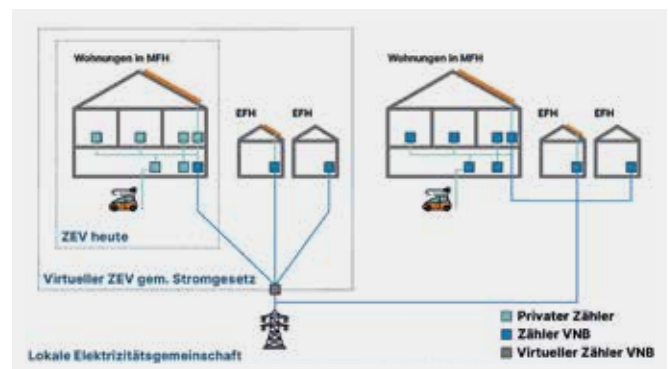 Wohnungen in MFH
EFH
EFH
ZEV heute
Virtueller ZEV gem. Stromgesetz
Wohnungen in MFH
EFH
EFH
Lokale Elektrizitätsgemeinschaft
Privater Zähler
Zähler VNB
Virtueller Zähler VNB